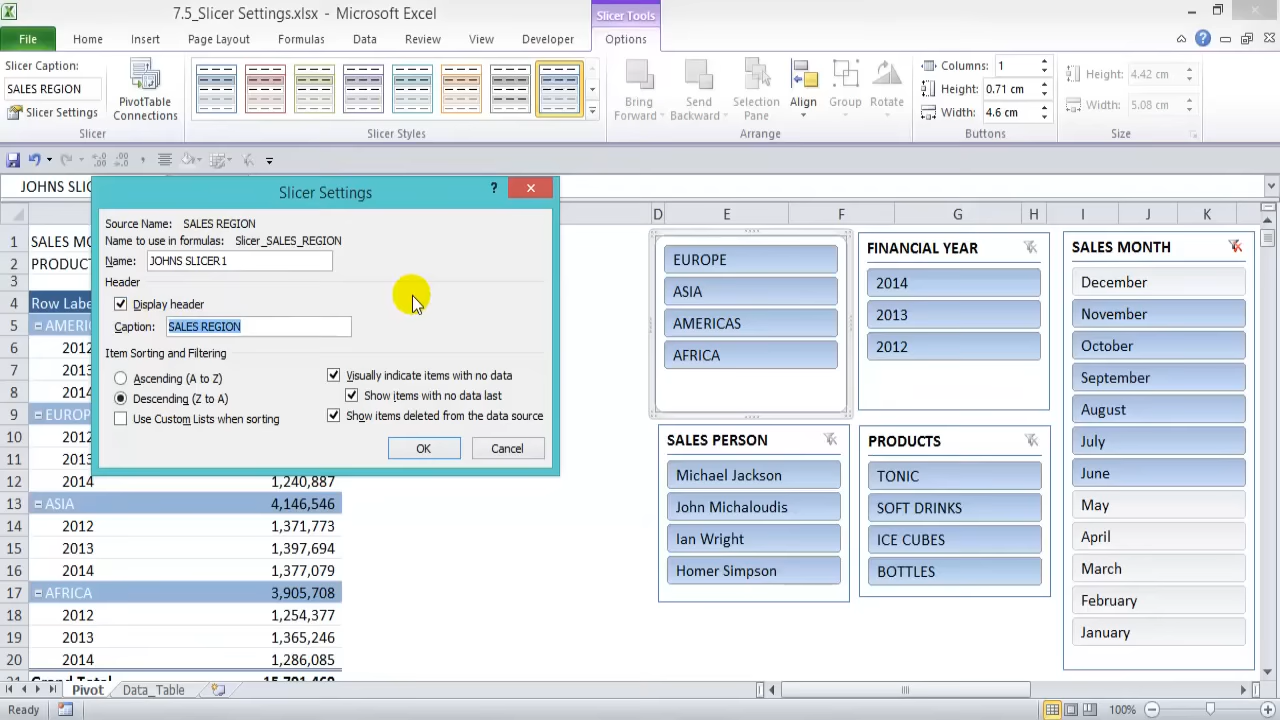 7.5_Slicer Settings.xlsx - Microsoft Excel
Slicer Tools
File Home Insert Page Layout Formulas Data Review View Developer Options
Slicer Caption:
SALES REGION
Slicer Settings
PivotTable
Connections
Slicer
Slicer Styles
Bring
Forward
Send
Backward
Selection
Pane
Align
Group
Rotate
Arrange
Columns: 1
Height: 0.71 cm
Width: 4.6 cm
Buttons
Height: 4.42 cm
Width: 5.08 cm
Size
JOHNS SLIC
Slicer Settings
?
Source Name: SALES REGION
Name to use in formulas: Slicer_SALES_REGION
Name: JOHNS SLICER1
Header
Display header
Caption: SALES REGION
Item Sorting and Filtering
Ascending (A to Z)
Descending (Z to A)
Use Custom Lists when sorting
Visually indicate items with no data
Show items with no data last
Show items deleted from the data source
OK Cancel
D E F G H I J K
1 SALES MO
2 PRODUC
3
4 Row Labe
5 AMERI
6 2012
7 2013
8 2014
9 EUROP
10 2012
11 2013
12 2014 1,240,887
13 ASIA 4,146,546
14 2012 1,371,773
15 2013 1,397,694
16 2014 1,377,079
17 AFRICA 3,905,708
18 2012 1,254,377
19 2013 1,365,246
20 2014 1,286,085
EUROPE
ASIA
AMERICAS
AFRICA
FINANCIAL YEAR
2014
2013
2012
SALES MONTH
December
November
October
September
August
July
June
May
April
March
February
January
SALES PERSON
Michael Jackson
John Michaloudis
Ian Wright
Homer Simpson
PRODUCTS
TONIC
SOFT DRINKS
ICE CUBES
BOTTLES
Pivot Data_Table
Ready
100%